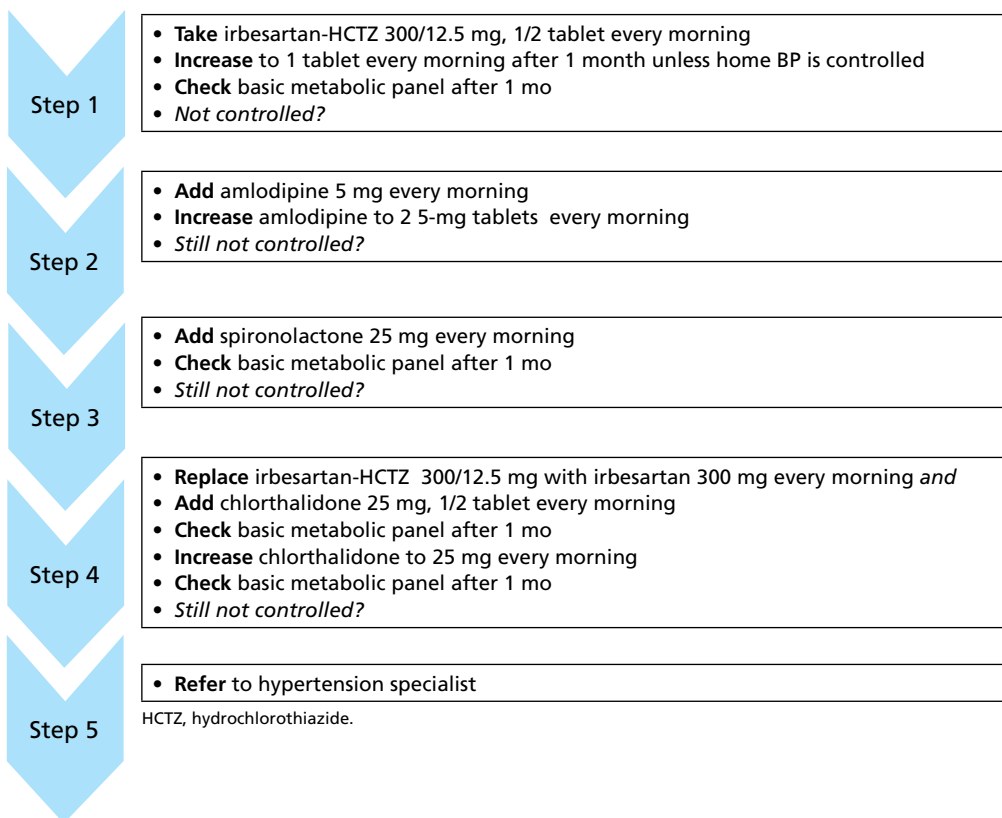 Step 1
• Take irbesartan-HCTZ 300/12.5 mg, 1/2 tablet every morning
• Increase to 1 tablet every morning after 1 month unless home BP is controlled
• Check basic metabolic panel after 1 mo
• Not controlled?
Step 2
• Add amlodipine 5 mg every morning
• Increase amlodipine to 2 5-mg tablets every morning
• Still not controlled?
Step 3
• Add spironolactone 25 mg every morning
• Check basic metabolic panel after 1 mo
• Still not controlled?
Step 4
• Replace irbesartan-HCTZ 300/12.5 mg with irbesartan 300 mg every morning and
• Add chlorthalidone 25 mg, 1/2 tablet every morning
• Check basic metabolic panel after 1 mo
• Increase chlorthalidone to 25 mg every morning
• Check basic metabolic panel after 1 mo
• Still not controlled?
Step 5
• Refer to hypertension specialist
HCTZ, hydrochlorothiazide.